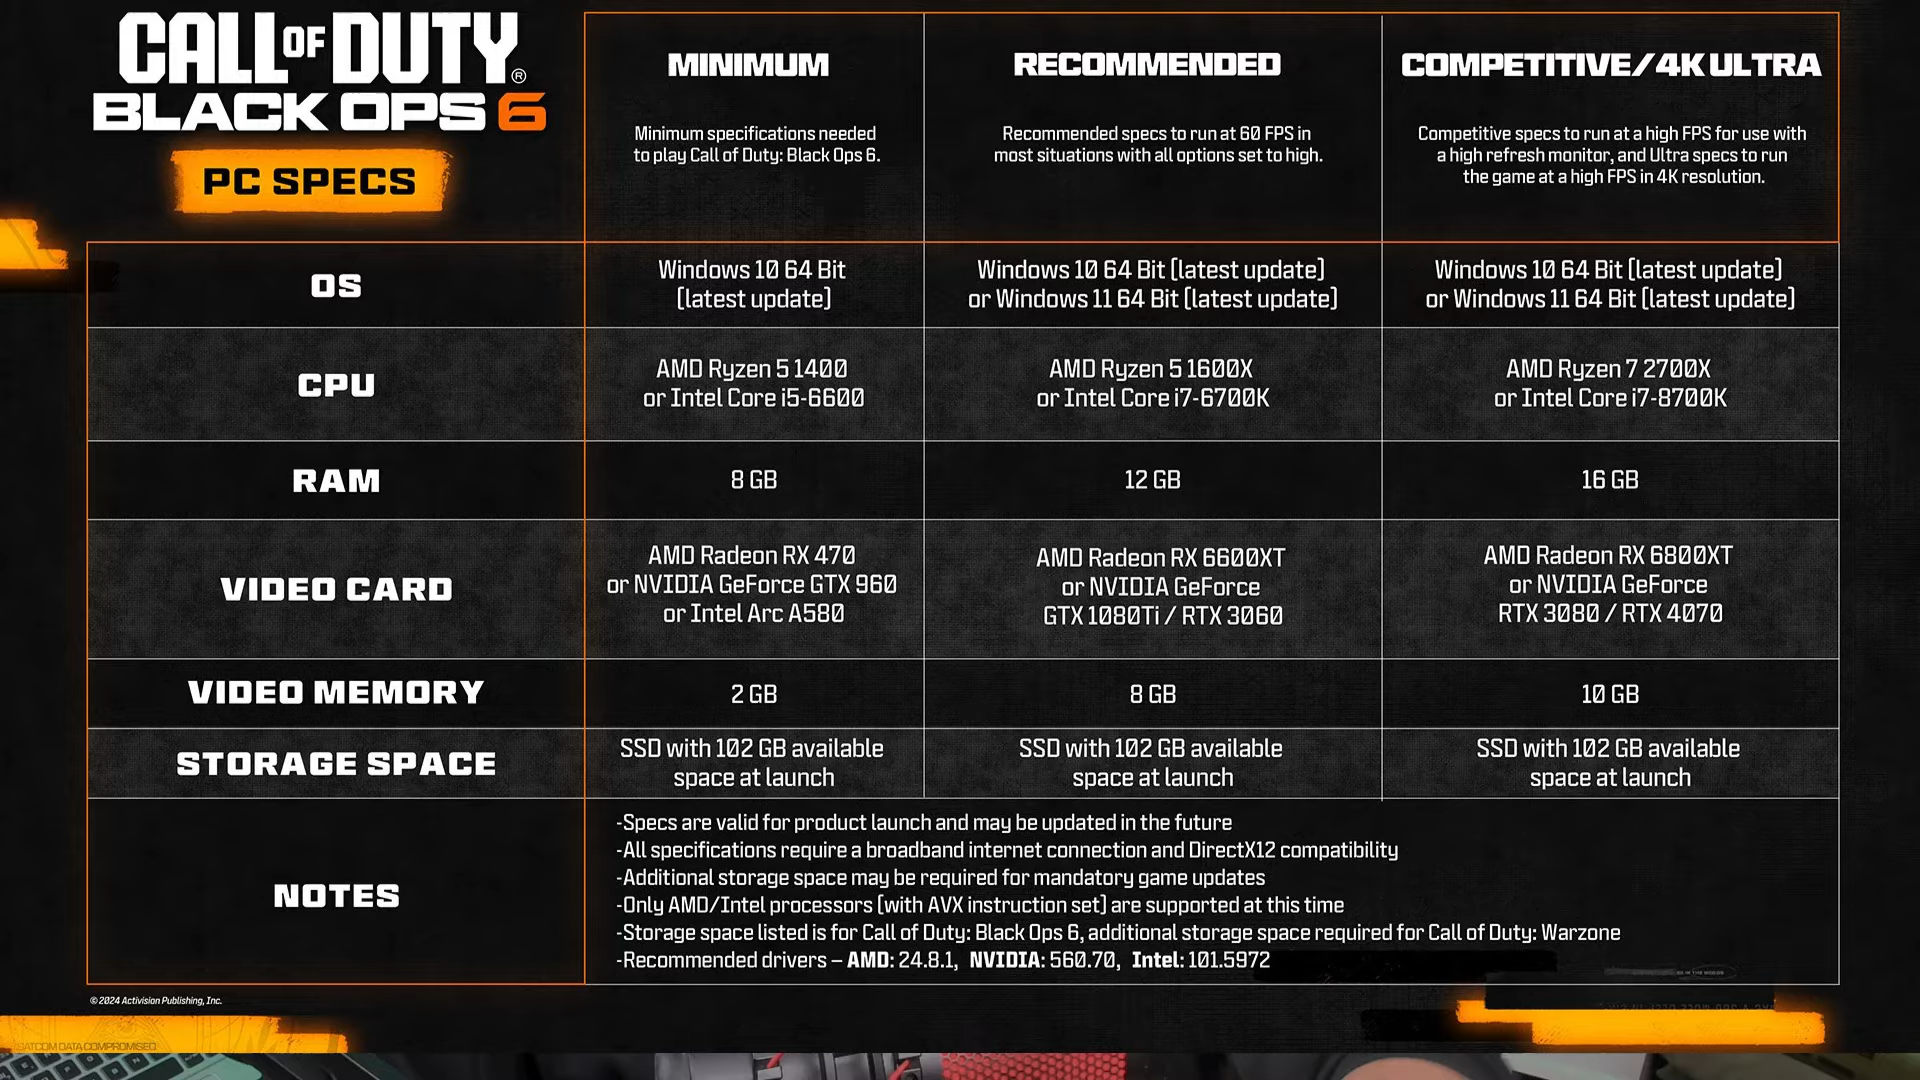 CALL OF DUTY®
BLACK OPS 6
PC SPECS
MINIMUM
Minimum specifications needed
to play Call of Duty: Black Ops 6.
RECOMMENDED
Recommended specs to run at 60 FPS in
most situations with all options set to high.
COMPETITIVE/4K ULTRA
Competitive specs to run at a high FPS for use with
a high refresh monitor, and Ultra specs to run
the game at a high FPS in 4K resolution.
OS
Windows 10 64 Bit
[latest update]
Windows 10 64 Bit [latest update]
or Windows 11 64 Bit [latest update]
Windows 10 64 Bit [latest update]
or Windows 11 64 Bit [latest update]
CPU
AMD Ryzen 5 1400
or Intel Core i5-6600
AMD Ryzen 5 1600X
or Intel Core i7-6700K
AMD Ryzen 7 2700X
or Intel Core i7-8700K
RAM
8 GB
12 GB
16 GB
VIDEO CARD
AMD Radeon RX 470
or NVIDIA GeForce GTX 960
or Intel Arc A580
AMD Radeon RX 6600XT
or NVIDIA GeForce
GTX 1080Ti / RTX 3060
AMD Radeon RX 6800XT
or NVIDIA GeForce
RTX 3080 / RTX 4070
VIDEO MEMORY
2 GB
8 GB
10 GB
STORAGE SPACE
SSD with 102 GB available
space at launch
SSD with 102 GB available
space at launch
SSD with 102 GB available
space at launch
NOTES
-Specs are valid for product launch and may be updated in the future
-All specifications require a broadband internet connection and DirectX12 compatibility
-Additional storage space may be required for mandatory game updates
-Only AMD/Intel processors [with AVX instruction set] are supported at this time
-Storage space listed is for Call of Duty: Black Ops 6, additional storage space required for Call of Duty: Warzone
-Recommended drivers – AMD: 24.8.1, NVIDIA: 560.70, Intel: 101.5972
© 2024 Activision Publishing, Inc.
SATCOM DATA COMPROMISED